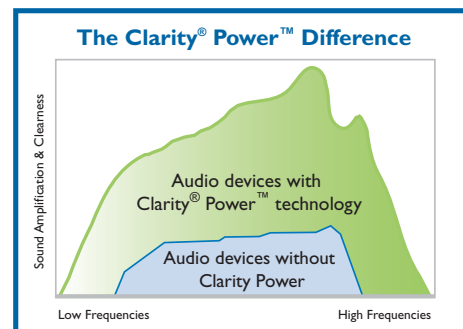 The Clarity® Power™ Difference
Sound Amplification & Clearness
Audio devices with
Clarity® Power™ technology
Audio devices without
Clarity Power
Low Frequencies
High Frequencies